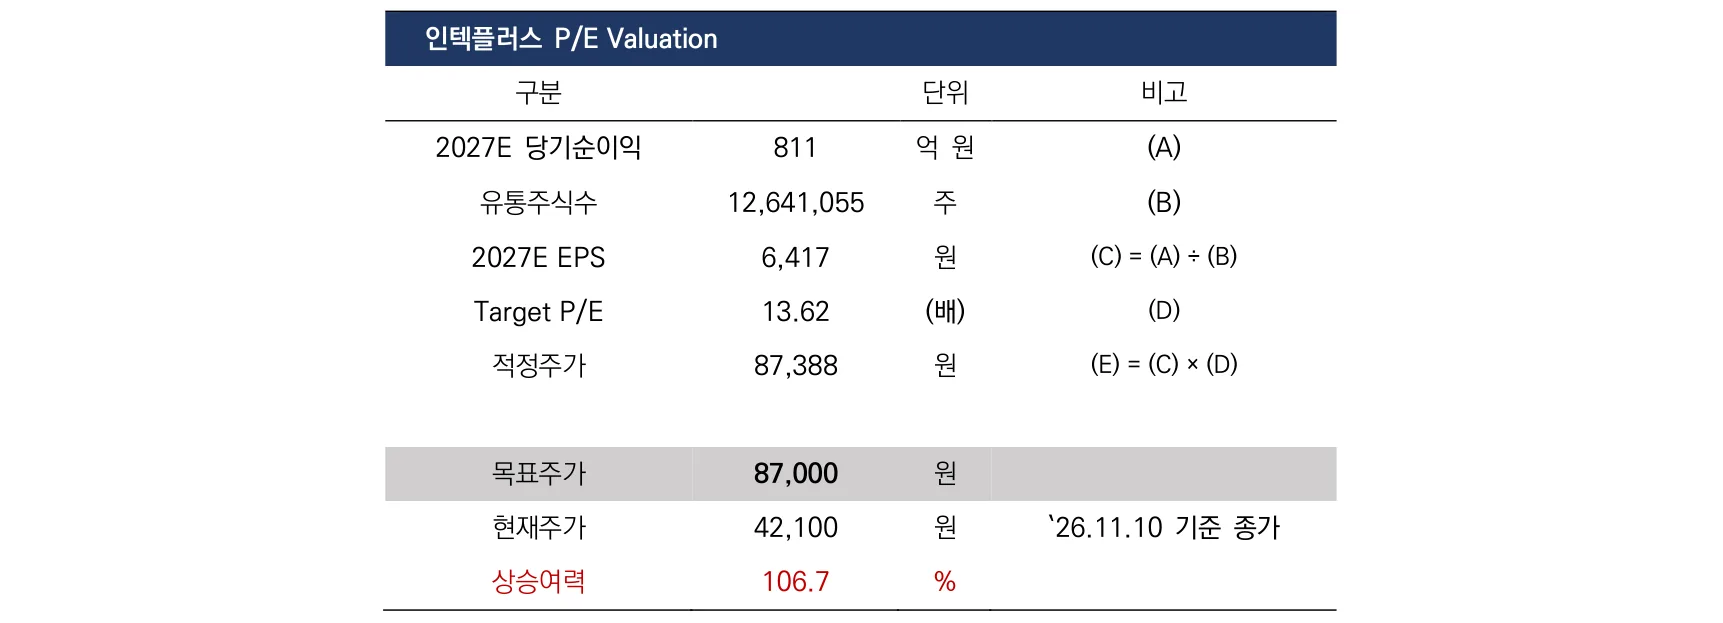 인텍플러스 P/E Valuation
구분 단위 비고
2027E 당기순이익 811 억 원 (A)
유통주식수 12,641,055 주 (B)
2027E EPS 6,417 원 (C) = (A) ÷ (B)
Target P/E 13.62 (배) (D)
적정주가 87,388 원 (E) = (C) × (D)
목표주가 87,000 원
현재주가 42,100 원 `26.11.10 기준 종가
상승여력 106.7 %